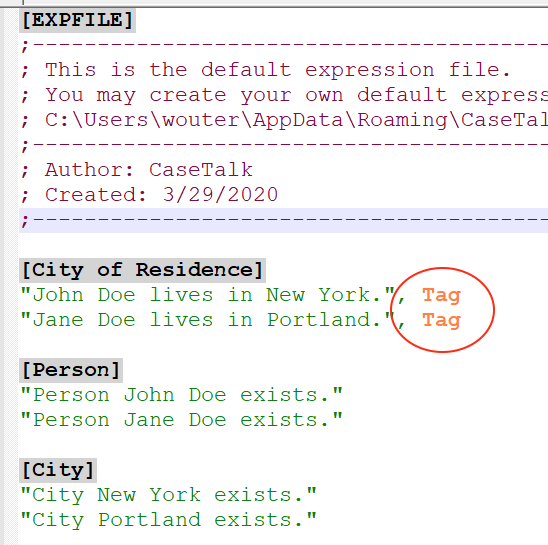 [EXPFILE]
;------------------------------------------
; This is the default expression file.
; You may create your own default express
; C:\Users\wouter\AppData\Roaming\CaseTal
;------------------------------------------
; Author: CaseTalk
; Created: 3/29/2020
;------------------------------------------
[City of Residence]
"John Doe lives in New York.", Tag
"Jane Doe lives in Portland.", Tag
[Person]
"Person John Doe exists."
"Person Jane Doe exists."
[City]
"City New York exists."
"City Portland exists."